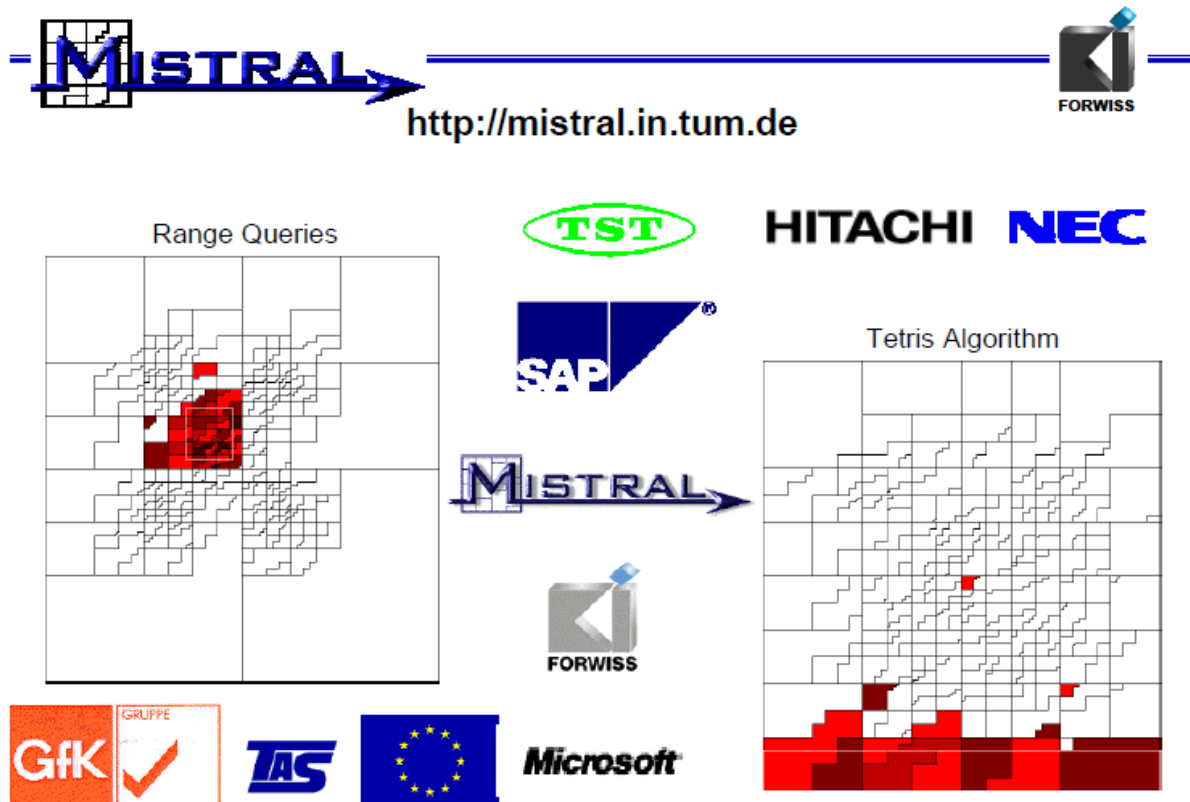 MISTRAL
FORWISS
http://mistral.in.tum.de
Range Queries
TST
HITACHI NEC
SAP®
Tetris Algorithm
MISTRAL
FORWISS
GfK
GRUPPE
TAS
Microsoft